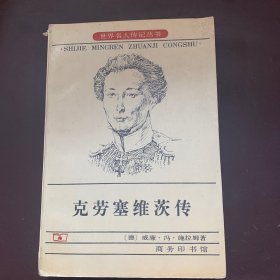 世界名人传记丛书
SHIJIE MINGREN ZHUANJI CONGSHU
克劳塞维茨传
〔德〕威廉·冯·施拉姆著
商务印书馆